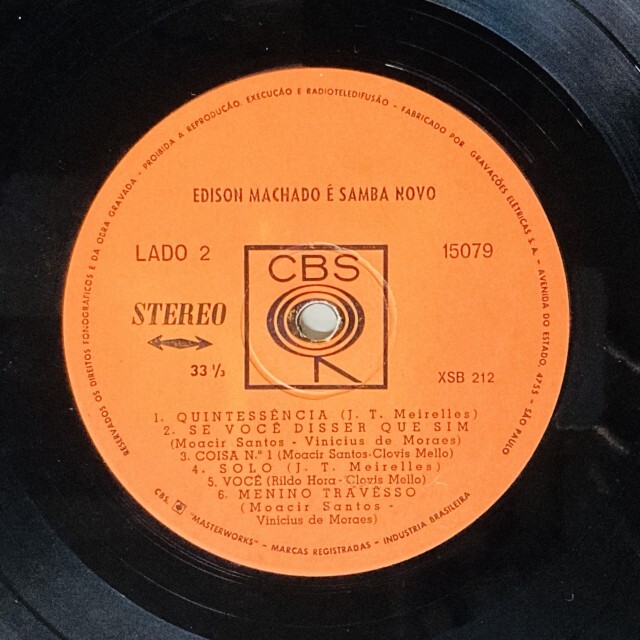 RESERVADOS OS DIREITOS FONOGRÁFICOS E DA OBRA GRAVADA - PROIBIDA A REPRODUÇÃO, EXECUÇÃO E RADIOTELEDIFUSÃO - FABRICADO POR GRAVAÇÕES ELÉTRICAS S. A. - AVENIDA DO ESTADO, 4755 - SÃO PAULO
EDISON MACHADO É SAMBA NOVO
LADO 2
15079
CBS
STEREO
33 1/3
XSB 212
1. QUINTESSÊNCIA (J. T. Meirelles)
2. SE VOCÊ DISSER QUE SIM
(Moacir Santos - Vinicius de Moraes)
3. COISA N.º 1 (Moacir Santos-Clovis Mello)
4. SOLO (J. T. Meirelles)
5. VOCÊ (Rildo Hora-Clovis Mello)
6. MENINO TRAVÊSSO
(Moacir Santos -
Vinicius de Moraes)
CBS, "MASTERWORKS" - MARCAS REGISTRADAS - INDUSTRIA BRASILEIRA